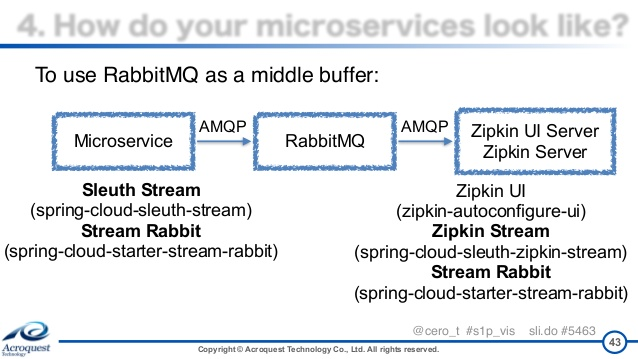 4. How do your microservices look like?
To use RabbitMQ as a middle buffer:
Microservice
AMQP
RabbitMQ
AMQP
Zipkin UI Server
Zipkin Server
Sleuth Stream
(spring-cloud-sleuth-stream)
Stream Rabbit
(spring-cloud-starter-stream-rabbit)
Zipkin UI
(zipkin-autoconfigure-ui)
Zipkin Stream
(spring-cloud-sleuth-zipkin-stream)
Stream Rabbit
(spring-cloud-starter-stream-rabbit)
@cero_t #s1p_vis sli.do #5463
Acroquest
Technology
Copyright © Acroquest Technology Co., Ltd. All rights reserved.
43